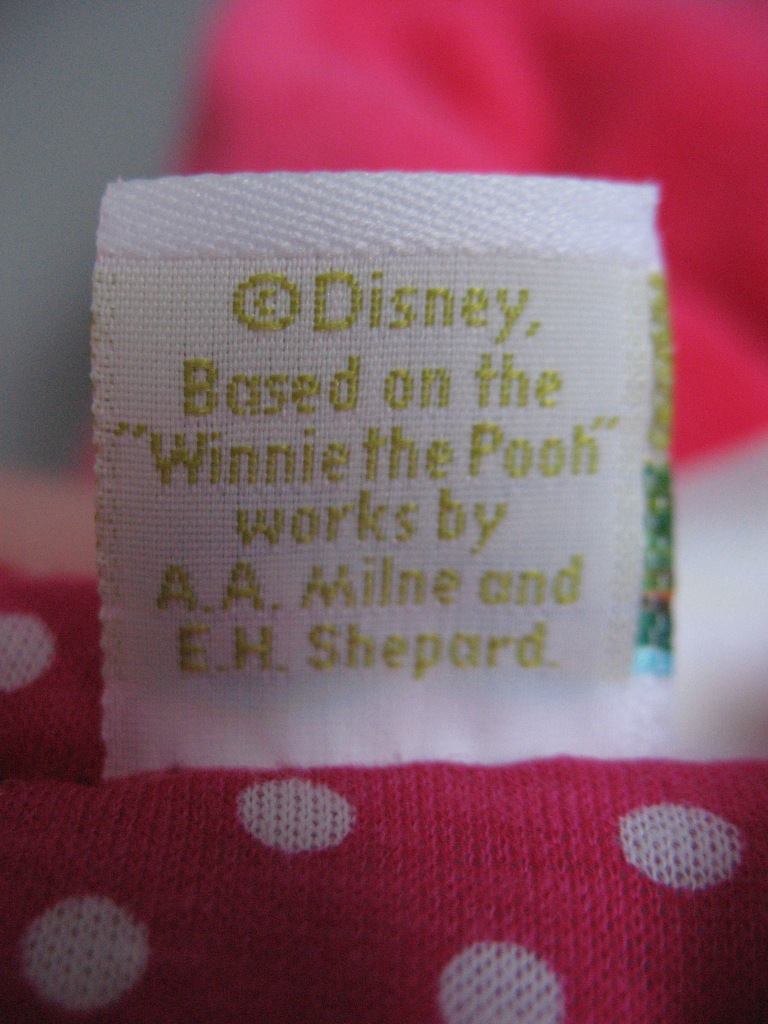 ©Disney,
Based on the
"Winnie the Pooh"
works by
A.A. Milne and
E.H. Shepard.